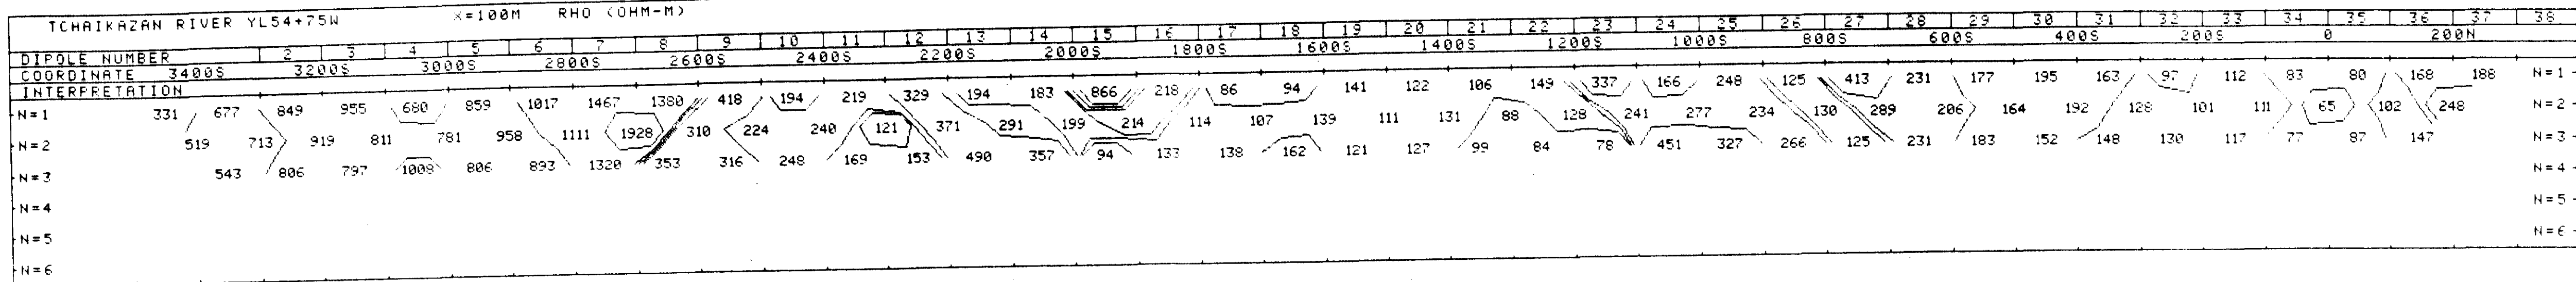 TCHAIKAZAN RIVER YL54+75W X=100M RHO (OHM-M)
DIPOLE NUMBER 2 3 4 5 6 7 8 9 10 11 12 13 14 15 16 17 18 19 20 21 22 23 24 25 26 27 28 29 30 31 32 33 34 35 36 37 38
COORDINATE 3400S 3200S 3000S 2800S 2600S 2400S 2200S 2000S 1800S 1600S 1400S 1200S 1000S 800S 600S 400S 200S 0 200N
INTERPRETATION
N=1 331 677 849 955 680 859 1017 1467 1380 418 194 219 329 194 183 866 218 86 94 141 122 106 149 337 166 248 125 413 231 177 195 163 97 112 83 80 168 188 N=1
N=2 519 713 919 811 781 958 1111 1928 310 224 240 121 371 291 199 214 114 107 139 111 131 88 128 241 277 234 130 289 206 164 192 128 101 111 65 102 248 N=2
N=3 543 806 797 1008 806 893 1320 353 316 248 169 153 490 357 94 133 138 162 121 127 99 84 78 451 327 266 125 231 183 152 148 130 117 77 87 147 N=3
N=4 N=4
N=5 N=5
N=6 N=6